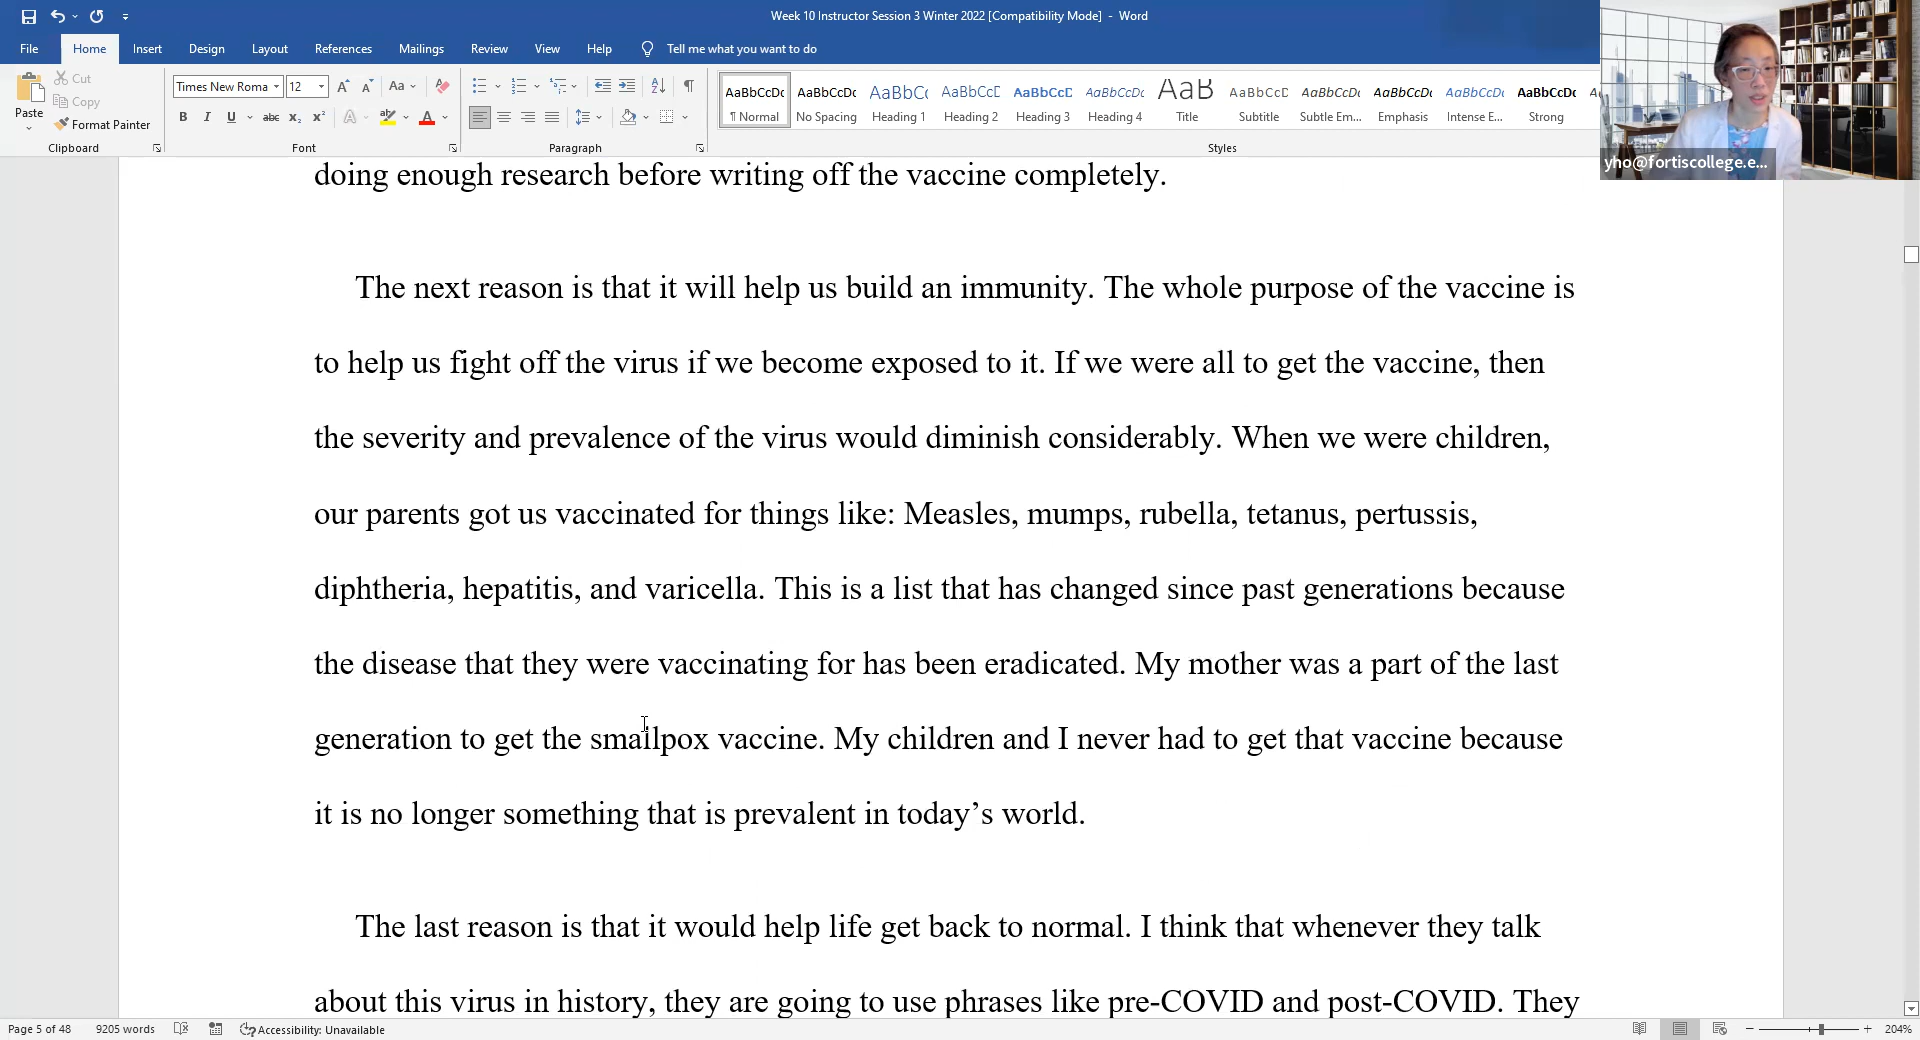 Week 10 Instructor Session 3 Winter 2022 [Compatibility Mode] - Word
File Home Insert Design Layout References Mailings Review View Help Tell me what you want to do
Paste
Cut
Copy
Format Painter
Clipboard
Times New Roma 12
Font
Paragraph
AaBbCcDc AaBbCcDc AaBbC( AaBbCcD AaBbCcD AaBbCcDc AaB AaBbCcD AaBbCcDc AaBbCcDc AaBbCcDc AaBbCcDc
¶ Normal No Spacing Heading 1 Heading 2 Heading 3 Heading 4 Title Subtitle Subtle Em... Emphasis Intense E... Strong
Styles
yho@fortiscollege.e...
doing enough research before writing off the vaccine completely.
The next reason is that it will help us build an immunity. The whole purpose of the vaccine is
to help us fight off the virus if we become exposed to it. If we were all to get the vaccine, then
the severity and prevalence of the virus would diminish considerably. When we were children,
our parents got us vaccinated for things like: Measles, mumps, rubella, tetanus, pertussis,
diphtheria, hepatitis, and varicella. This is a list that has changed since past generations because
the disease that they were vaccinating for has been eradicated. My mother was a part of the last
generation to get the smallpox vaccine. My children and I never had to get that vaccine because
it is no longer something that is prevalent in today’s world.
The last reason is that it would help life get back to normal. I think that whenever they talk
about this virus in history, they are going to use phrases like pre-COVID and post-COVID. They
Page 5 of 48 9205 words Accessibility: Unavailable 204%